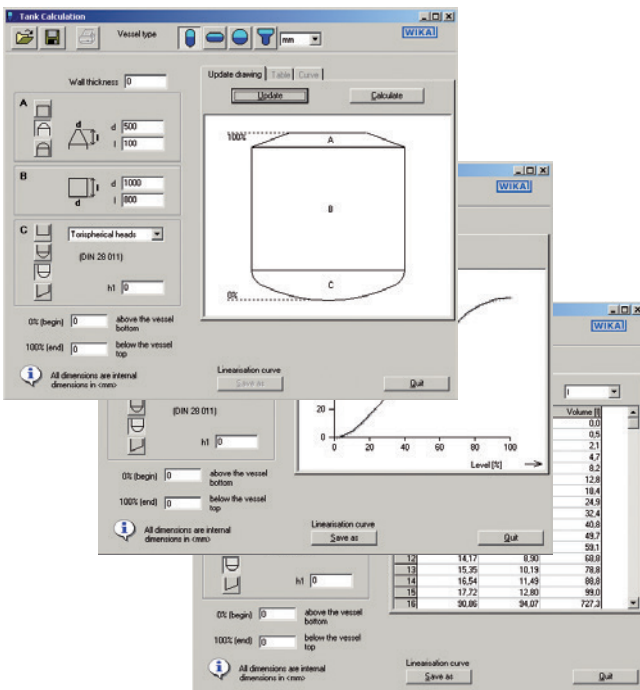 Tank Calculation
Vessel type
mm
WIKAI
Wall thickness 0
Update drawing Table Curve
Update Calculate
A
d
l
d 500
l 100
B
l
d
d 1000
l 800
C Torispherical heads
(DIN 28 011)
h1 0
100%
A
B
C
0%
0% (begin) 0 above the vessel
bottom
100% (end) 0 below the vessel
top
All dimensions are internal
dimensions in <mm>
Linearisation curve
Save as
Quit
WIKAI
(DIN 28 011)
h1 0
20
0
0 20 40 60 80 100
Level [%]
0% (begin) 0 above the vessel
bottom
100% (end) 0 below the vessel
top
All dimensions are internal
dimensions in <mm>
Linearisation curve
Save as
Quit
WIKAI
l
Volume [l]
0,0
0,5
2,1
4,7
8,2
12,8
18,4
24,9
32,4
40,8
49,7
59,1
12 14,17 8,90 68,8
13 15,35 10,19 78,8
14 16,54 11,49 88,8
15 17,72 12,80 99,0
16 90,86 94,07 727,3
h1 0
0% (begin) 0 above the vessel
bottom
100% (end) 0 below the vessel
top
All dimensions are internal
dimensions in <mm>
Linearisation curve
Save as
Quit